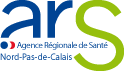 ars
Agence Régionale de Santé
Nord-Pas-de-Calais